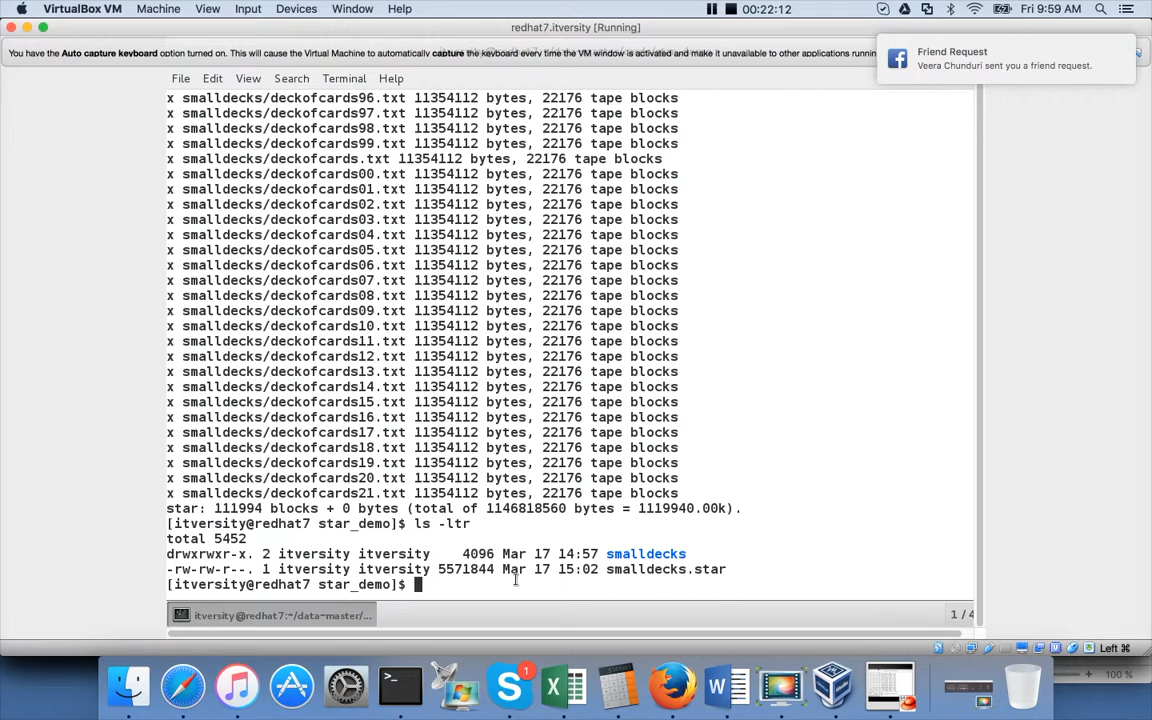 VirtualBox VM Machine View Input Devices Window Help 00:22:12 Fri 9:59 AM
redhat7.itversity [Running]
You have the Auto capture keyboard option turned on. This will cause the Virtual Machine to automatically capture the keyboard every time the VM window is activated and make it unavailable to other applications runnin
Friend Request
Veera Chunduri sent you a friend request.
File Edit View Search Terminal Help
x smalldecks/deckofcards96.txt 11354112 bytes, 22176 tape blocks
x smalldecks/deckofcards97.txt 11354112 bytes, 22176 tape blocks
x smalldecks/deckofcards98.txt 11354112 bytes, 22176 tape blocks
x smalldecks/deckofcards99.txt 11354112 bytes, 22176 tape blocks
x smalldecks/deckofcards.txt 11354112 bytes, 22176 tape blocks
x smalldecks/deckofcards00.txt 11354112 bytes, 22176 tape blocks
x smalldecks/deckofcards01.txt 11354112 bytes, 22176 tape blocks
x smalldecks/deckofcards02.txt 11354112 bytes, 22176 tape blocks
x smalldecks/deckofcards03.txt 11354112 bytes, 22176 tape blocks
x smalldecks/deckofcards04.txt 11354112 bytes, 22176 tape blocks
x smalldecks/deckofcards05.txt 11354112 bytes, 22176 tape blocks
x smalldecks/deckofcards06.txt 11354112 bytes, 22176 tape blocks
x smalldecks/deckofcards07.txt 11354112 bytes, 22176 tape blocks
x smalldecks/deckofcards08.txt 11354112 bytes, 22176 tape blocks
x smalldecks/deckofcards09.txt 11354112 bytes, 22176 tape blocks
x smalldecks/deckofcards10.txt 11354112 bytes, 22176 tape blocks
x smalldecks/deckofcards11.txt 11354112 bytes, 22176 tape blocks
x smalldecks/deckofcards12.txt 11354112 bytes, 22176 tape blocks
x smalldecks/deckofcards13.txt 11354112 bytes, 22176 tape blocks
x smalldecks/deckofcards14.txt 11354112 bytes, 22176 tape blocks
x smalldecks/deckofcards15.txt 11354112 bytes, 22176 tape blocks
x smalldecks/deckofcards16.txt 11354112 bytes, 22176 tape blocks
x smalldecks/deckofcards17.txt 11354112 bytes, 22176 tape blocks
x smalldecks/deckofcards18.txt 11354112 bytes, 22176 tape blocks
x smalldecks/deckofcards19.txt 11354112 bytes, 22176 tape blocks
x smalldecks/deckofcards20.txt 11354112 bytes, 22176 tape blocks
x smalldecks/deckofcards21.txt 11354112 bytes, 22176 tape blocks
star: 111994 blocks + 0 bytes (total of 1146818560 bytes = 1119940.00k).
[itversity@redhat7 star_demo]$ ls -ltr
total 5452
drwxrwxr-x. 2 itversity itversity 4096 Mar 17 14:57 smalldecks
-rw-rw-r--. 1 itversity itversity 5571844 Mar 17 15:02 smalldecks.star
[itversity@redhat7 star_demo]$
itversity@redhat7:~/data-master/... 1 / 4
Left ⌘
100 %
1